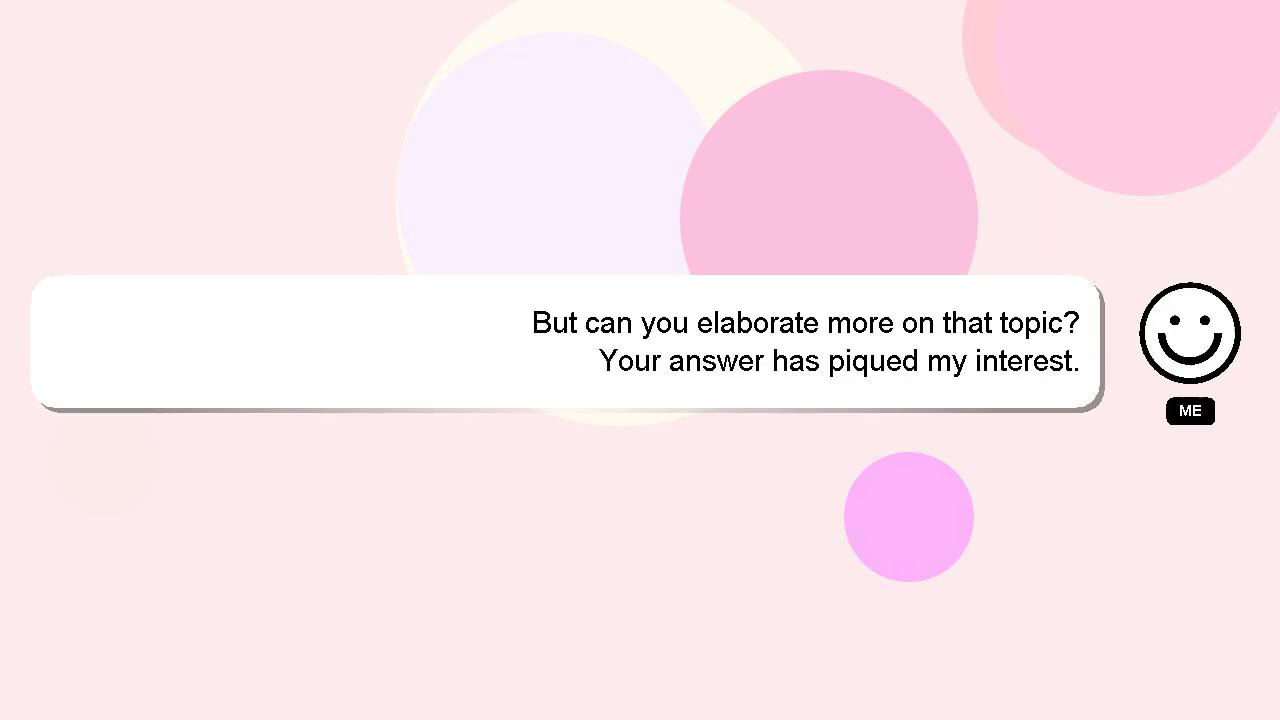 But can you elaborate more on that topic?
Your answer has piqued my interest.
ME